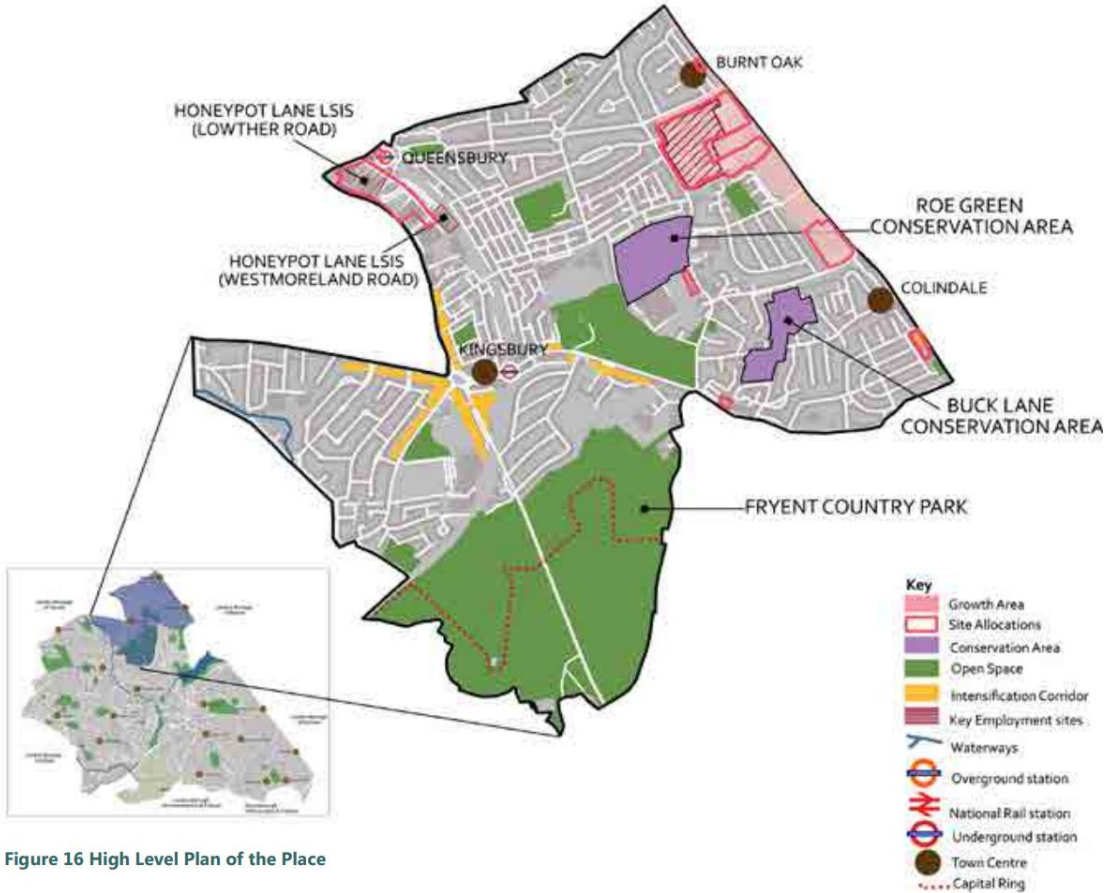 BURNT OAK
HONEYPOT LANE LSIS
(LOWTHER ROAD)
QUEENSBURY
ROE GREEN
CONSERVATION AREA
HONEYPOT LANE LSIS
(WESTMORELAND ROAD)
COLINDALE
KINGSBURY
BUCK LANE
CONSERVATION AREA
FRYENT COUNTRY PARK
Key
Growth Area
Site Allocations
Conservation Area
Open Space
Intensification Corridor
Key Employment sites
Waterways
Overground station
National Rail station
Underground station
Town Centre
Capital Ring
Figure 16 High Level Plan of the Place